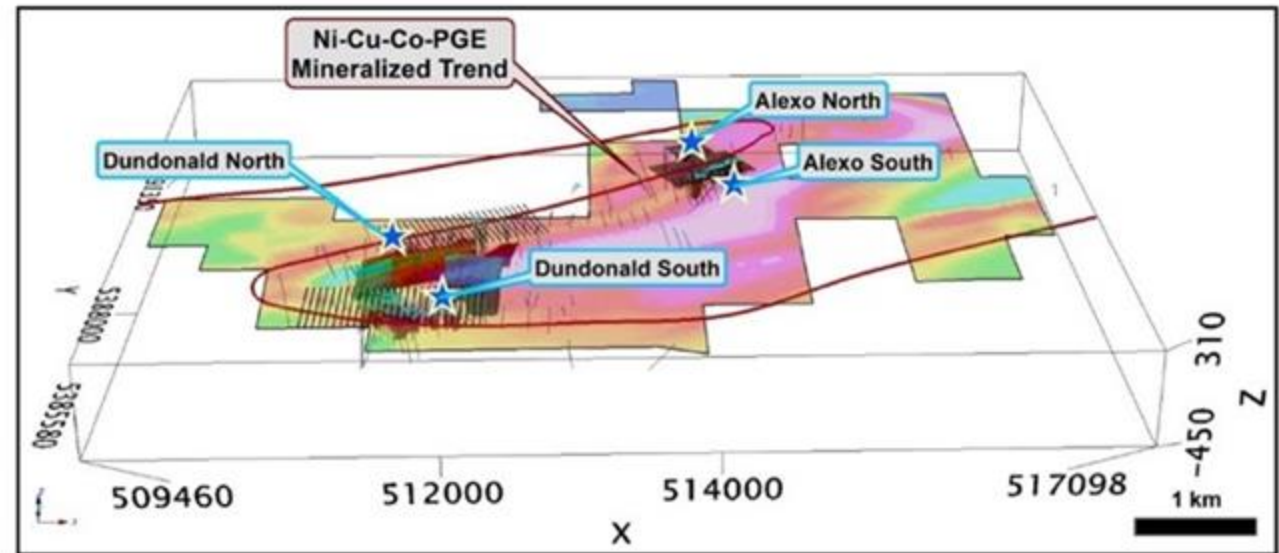 Ni-Cu-Co-PGE
Mineralized Trend
Alexo North
Dundonald North
Alexo South
Dundonald South
Y
5388000
5385580
310
Z
-450
509460
512000
514000
517098
X
1 km